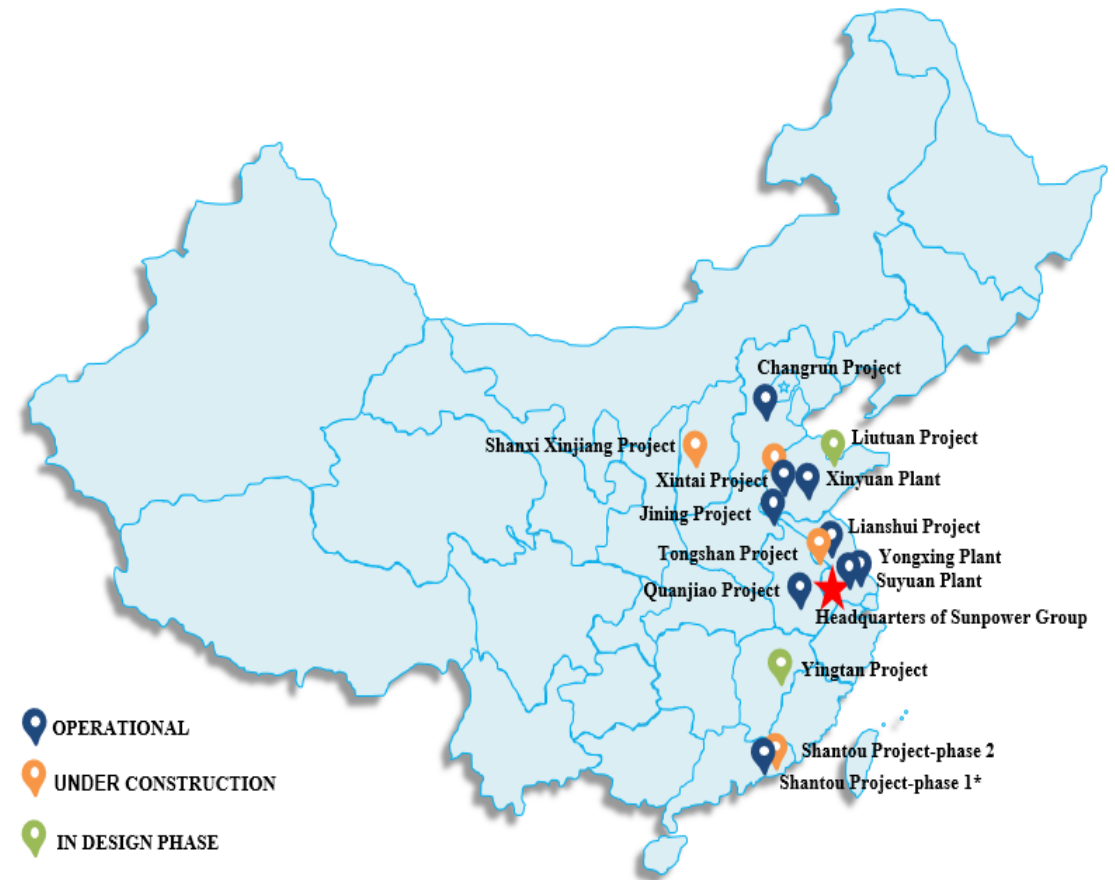 Changrun Project
Shanxi Xinjiang Project
Liutuan Project
Xintai Project
Xinyuan Plant
Jining Project
Lianshui Project
Tongshan Project
Yongxing Plant
Suyuan Plant
Quanjiao Project
Headquarters of Sunpower Group
Yingtan Project
OPERATIONAL
Shantou Project-phase 2
UNDER CONSTRUCTION
Shantou Project-phase 1*
IN DESIGN PHASE